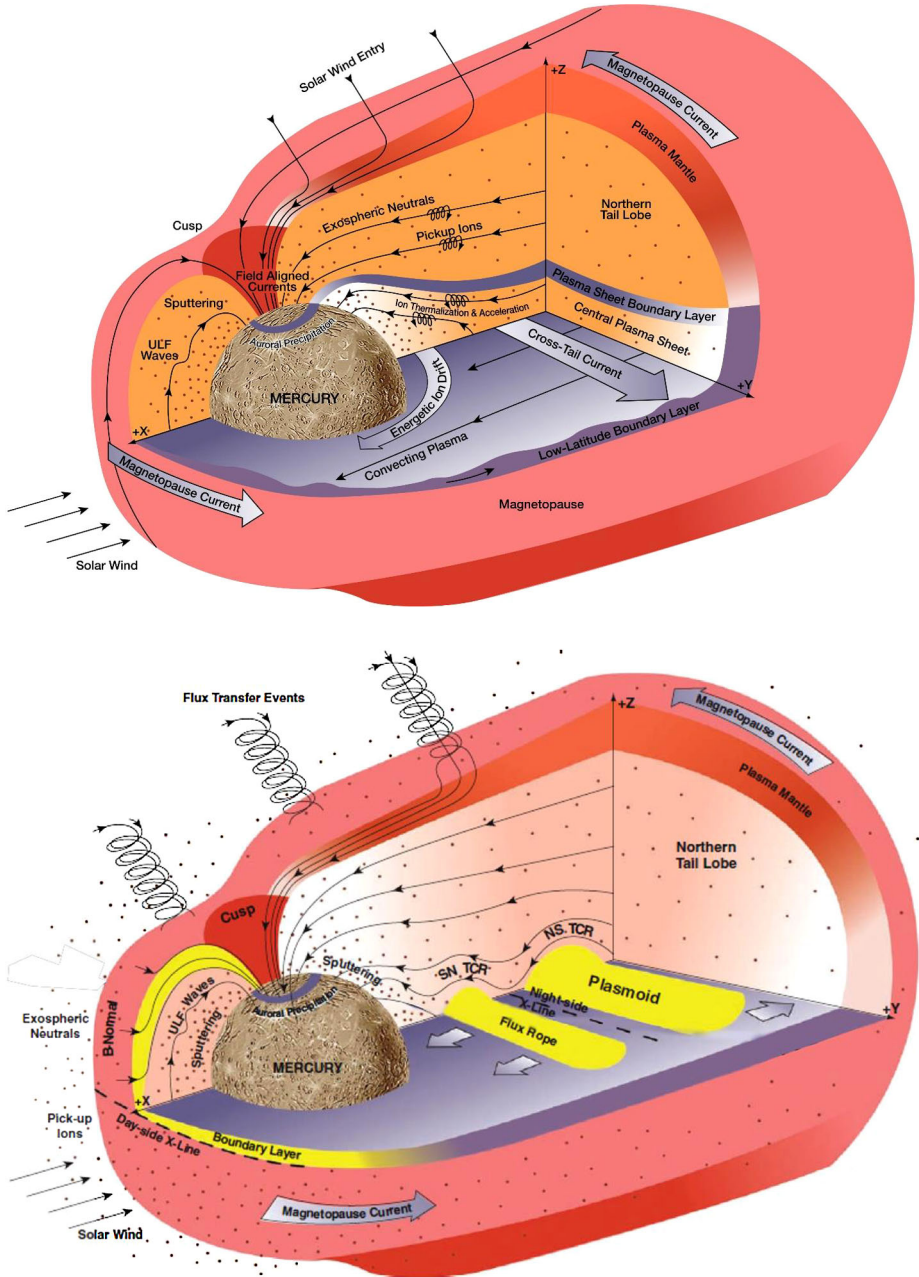 Solar Wind Entry
+Z
Magnetopause Current
Plasma Mantle
Cusp
Exospheric Neutrals
Northern
Tail Lobe
Pickup Ions
Field Aligned
Currents
Sputtering
Plasma Sheet Boundary Layer
Ion Thermalization & Acceleration
Central Plasma Sheet
ULF
Waves
Auroral Precipitation
Cross-Tail Current
+Y
MERCURY
Energetic Ion Drift
+X
Convecting Plasma
Low-Latitude Boundary Layer
Magnetopause Current
Magnetopause
Solar Wind
Flux Transfer Events
+Z
Magnetopause Current
Plasma Mantle
Northern
Tail Lobe
Cusp
NS. TCR
Sputtering
SN. TCR
Plasmoid
Night-side
X-Line
ULF Waves
Auroral Precipitation
Flux Rope
Exospheric
Neutrals
B-Normal
Sputtering
+Y
MERCURY
+X
Pick-up
Ions
Day-side X-Line
Boundary Layer
Magnetopause Current
Solar Wind